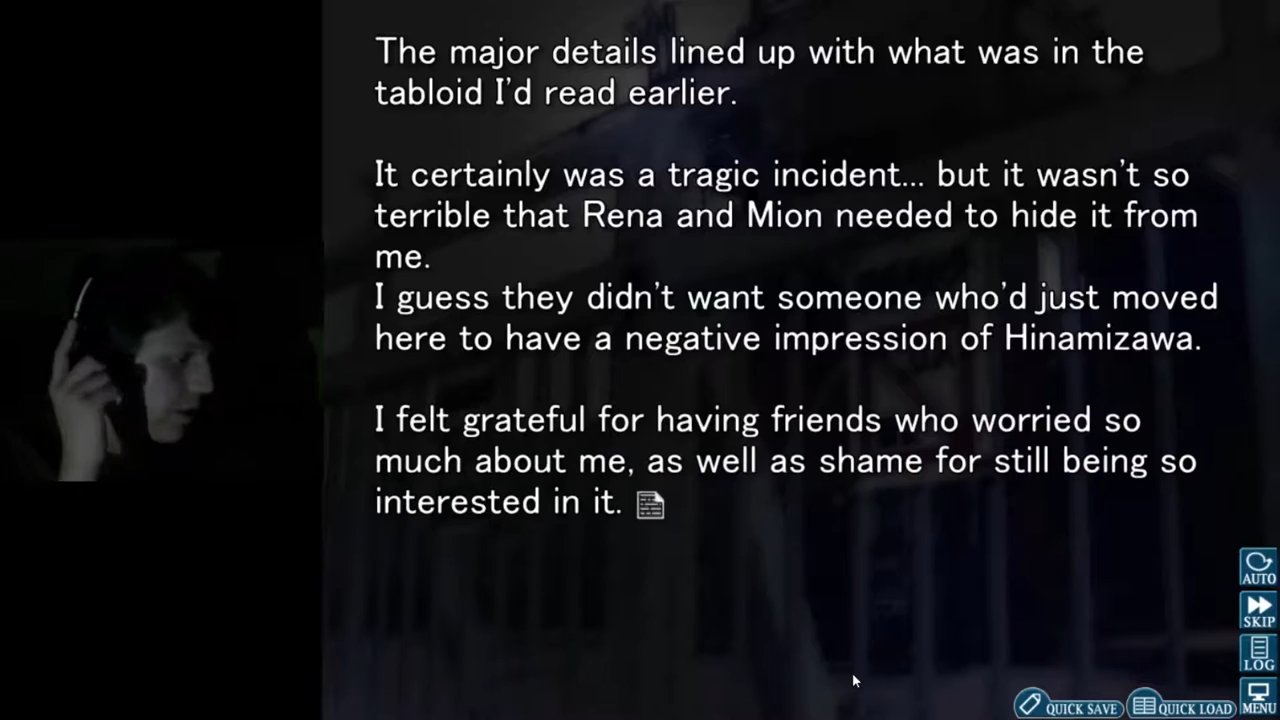 The major details lined up with what was in the
tabloid I'd read earlier.
It certainly was a tragic incident... but it wasn't so
terrible that Rena and Mion needed to hide it from
me.
I guess they didn't want someone who'd just moved
here to have a negative impression of Hinamizawa.
I felt grateful for having friends who worried so
much about me, as well as shame for still being so
interested in it.
AUTO
SKIP
LOG
MENU
QUICK SAVE
QUICK LOAD